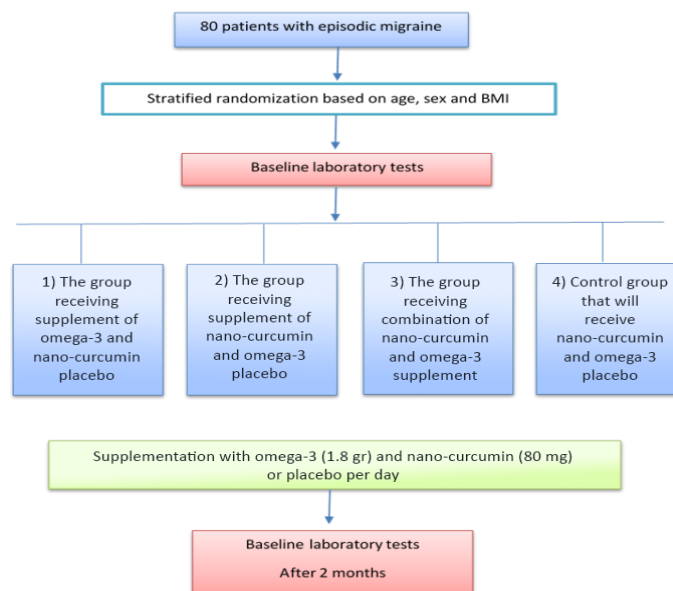 80 patients with episodic migraine
Stratified randomization based on age, sex and BMI
Baseline laboratory tests
1) The group
receiving
supplement of
omega-3 and
nano-curcumin
placebo
2) The group
receiving
supplement of
nano-curcumin
and omega-3
placebo
3) The group
receiving
combination of
nano-curcumin
and omega-3
supplement
4) Control group
that will
receive
nano-curcumin
and omega-3
placebo
Supplementation with omega-3 (1.8 gr) and nano-curcumin (80 mg)
or placebo per day
Baseline laboratory tests
After 2 months